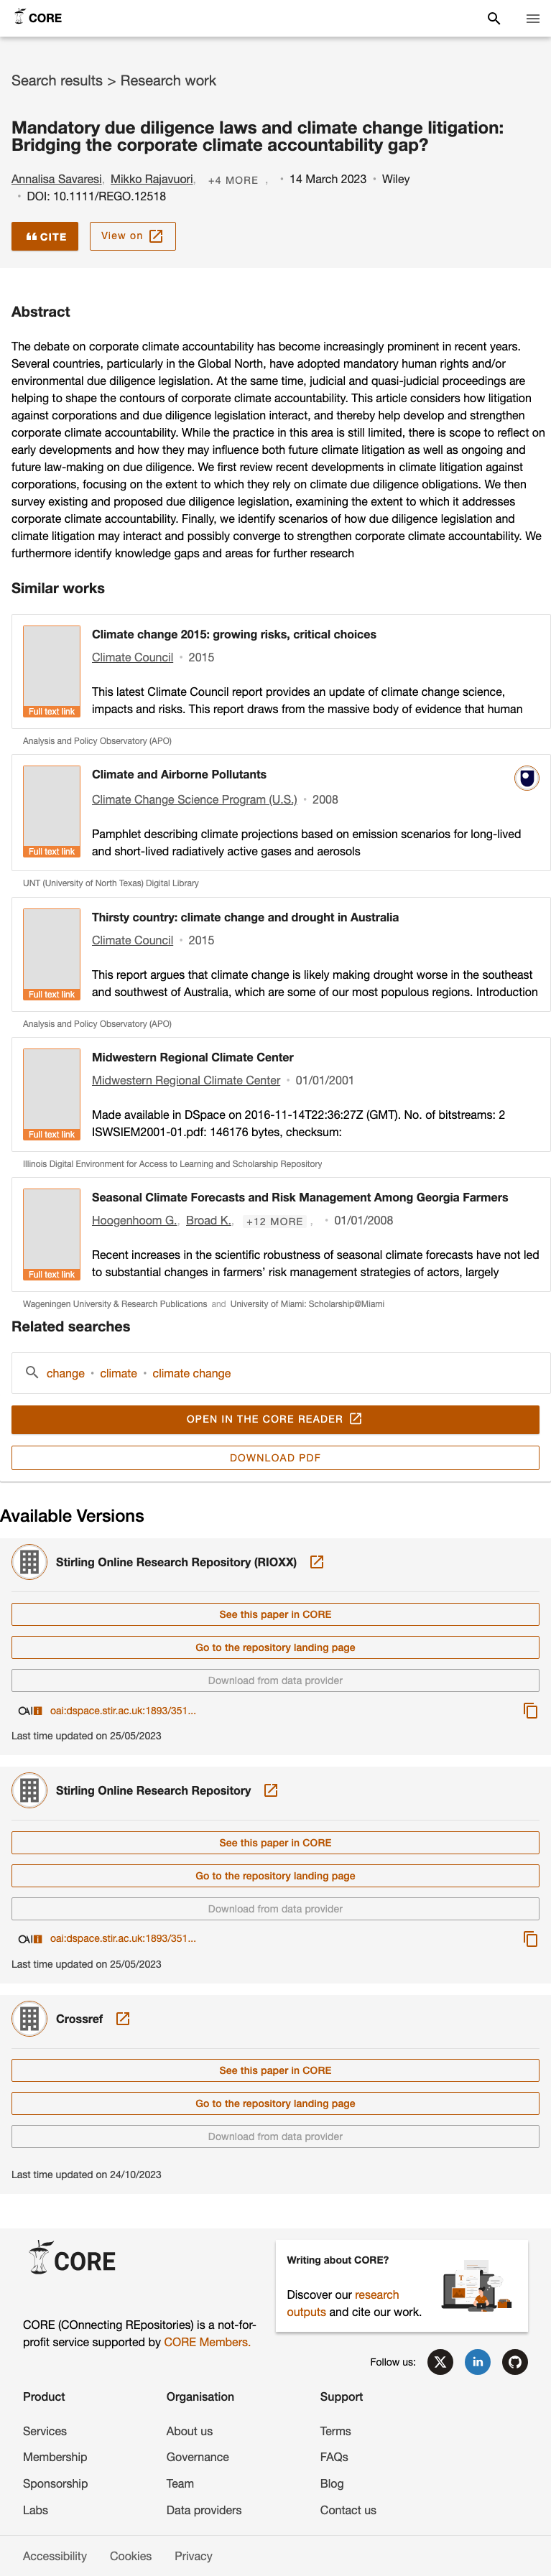 CORE
Search results > Research work
Mandatory due diligence laws and climate change litigation:
Bridging the corporate climate accountability gap?
Annalisa Savaresi, Mikko Rajavuori, +4 MORE , • 14 March 2023 • Wiley
• DOI: 10.1111/REGO.12518
CITE
View on
Abstract
The debate on corporate climate accountability has become increasingly prominent in recent years.
Several countries, particularly in the Global North, have adopted mandatory human rights and/or
environmental due diligence legislation. At the same time, judicial and quasi-judicial proceedings are
helping to shape the contours of corporate climate accountability. This article considers how litigation
against corporations and due diligence legislation interact, and thereby help develop and strengthen
corporate climate accountability. While the practice in this area is still limited, there is scope to reflect on
early developments and how they may influence both future climate litigation as well as ongoing and
future law-making on due diligence. We first review recent developments in climate litigation against
corporations, focusing on the extent to which they rely on climate due diligence obligations. We then
survey existing and proposed due diligence legislation, examining the extent to which it addresses
corporate climate accountability. Finally, we identify scenarios of how due diligence legislation and
climate litigation may interact and possibly converge to strengthen corporate climate accountability. We
furthermore identify knowledge gaps and areas for further research
Similar works
Climate change 2015: growing risks, critical choices
Climate Council • 2015
This latest Climate Council report provides an update of climate change science,
impacts and risks. This report draws from the massive body of evidence that human
Full text link
Analysis and Policy Observatory (APO)
Climate and Airborne Pollutants
Climate Change Science Program (U.S.) • 2008
Pamphlet describing climate projections based on emission scenarios for long-lived
and short-lived radiatively active gases and aerosols
Full text link
UNT (University of North Texas) Digital Library
Thirsty country: climate change and drought in Australia
Climate Council • 2015
This report argues that climate change is likely making drought worse in the southeast
and southwest of Australia, which are some of our most populous regions. Introduction
Full text link
Analysis and Policy Observatory (APO)
Midwestern Regional Climate Center
Midwestern Regional Climate Center • 01/01/2001
Made available in DSpace on 2016-11-14T22:36:27Z (GMT). No. of bitstreams: 2
ISWSIEM2001-01.pdf: 146176 bytes, checksum:
Full text link
Illinois Digital Environment for Access to Learning and Scholarship Repository
Seasonal Climate Forecasts and Risk Management Among Georgia Farmers
Hoogenhoom G., Broad K., +12 MORE , • 01/01/2008
Recent increases in the scientific robustness of seasonal climate forecasts have not led
to substantial changes in farmers’ risk management strategies of actors, largely
Full text link
Wageningen University & Research Publications and University of Miami: Scholarship@Miami
Related searches
change • climate • climate change
OPEN IN THE CORE READER
DOWNLOAD PDF
Available Versions
Stirling Online Research Repository (RIOXX)
See this paper in CORE
Go to the repository landing page
Download from data provider
OAI oai:dspace.stir.ac.uk:1893/351...
Last time updated on 25/05/2023
Stirling Online Research Repository
See this paper in CORE
Go to the repository landing page
Download from data provider
OAI oai:dspace.stir.ac.uk:1893/351...
Last time updated on 25/05/2023
Crossref
See this paper in CORE
Go to the repository landing page
Download from data provider
Last time updated on 24/10/2023
CORE
CORE (COnnecting REpositories) is a not-for-
profit service supported by CORE Members.
Writing about CORE?
Discover our research
outputs and cite our work.
Follow us:
Product
Services
Membership
Sponsorship
Labs
Organisation
About us
Governance
Team
Data providers
Support
Terms
FAQs
Blog
Contact us
Accessibility Cookies Privacy